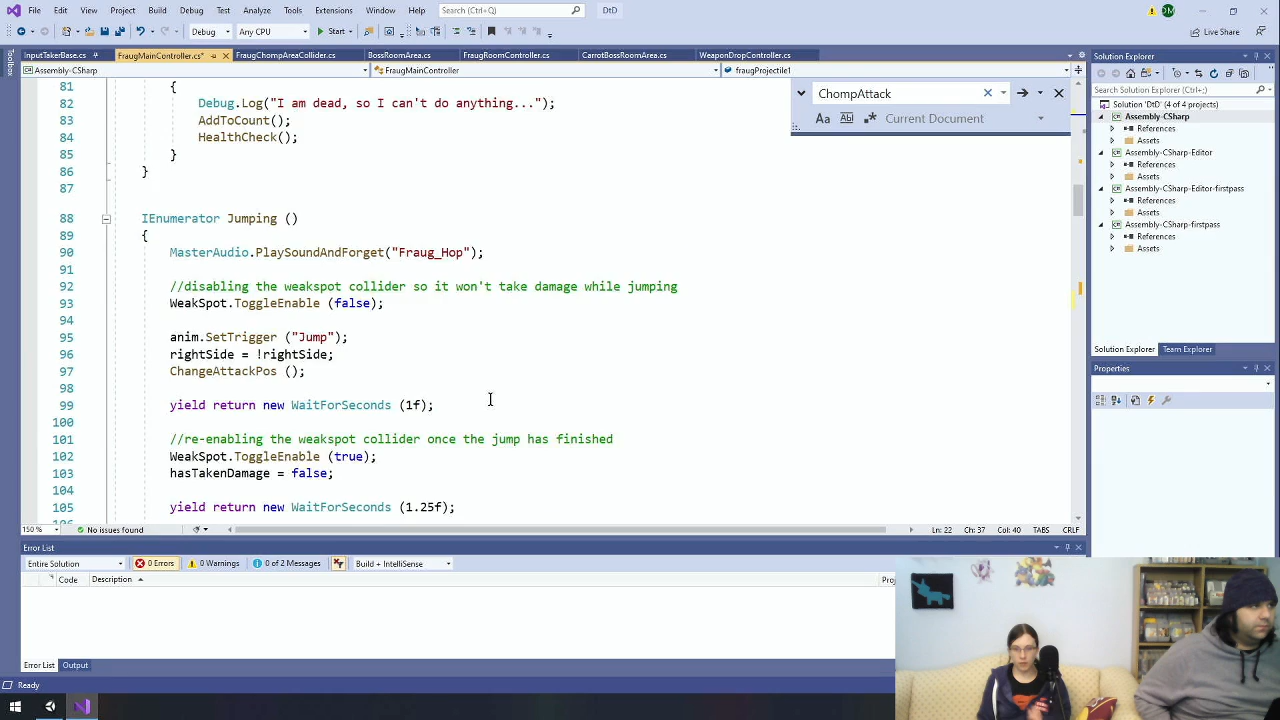 File Edit View Git Project Build Debug Test Analyze Tools Extensions Window Help Search (Ctrl+Q) DtD DM
Debug Any CPU Start Live Share
Toolbox
InputTakerBase.cs FraugMainController.cs* FraugChompAreaCollider.cs BossRoomArea.cs FraugRoomController.cs CarrotBossRoomArea.cs WeaponDropController.cs
Assembly-CSharp FraugMainController fraugProjectile1
ChompAttack
Aa Abl .* Current Document
81 {
82 Debug.Log("I am dead, so I can't do anything...");
83 AddToCount();
84 HealthCheck();
85 }
86 }
87
88 IEnumerator Jumping ()
89 {
90 MasterAudio.PlaySoundAndForget("Fraug_Hop");
91
92 //disabling the weakspot collider so it won't take damage while jumping
93 WeakSpot.ToggleEnable (false);
94
95 anim.SetTrigger ("Jump");
96 rightSide = !rightSide;
97 ChangeAttackPos ();
98
99 yield return new WaitForSeconds (1f);
100
101 //re-enabling the weakspot collider once the jump has finished
102 WeakSpot.ToggleEnable (true);
103 hasTakenDamage = false;
104
105 yield return new WaitForSeconds (1.25f);
150 % No issues found Ln: 22 Ch: 37 Col: 40 TABS CRLF
Solution Explorer
Search Solution Explorer (Ctrl+;)
Solution 'DtD' (4 of 4 projects)
Assembly-CSharp
References
Assets
Assembly-CSharp-Editor
References
Assets
Assembly-CSharp-Editor-firstpass
References
Assets
Assembly-CSharp-firstpass
References
Assets
Solution Explorer Team Explorer
Properties
Error List
Entire Solution 0 Errors 0 Warnings 0 of 2 Messages Build + IntelliSense
Code Description Proj
Error List Output
Ready